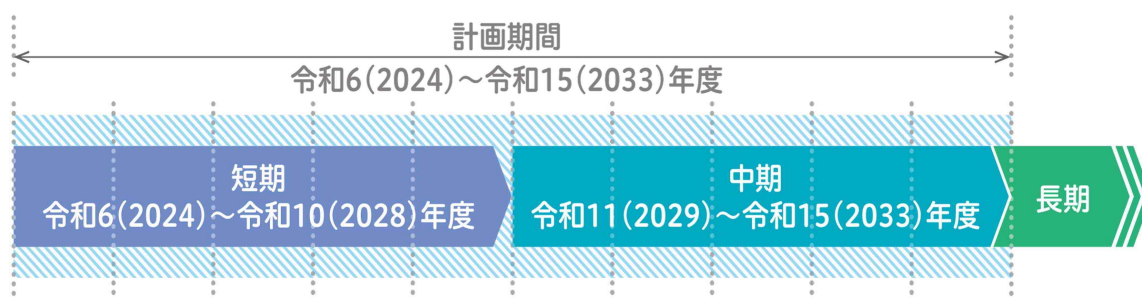 計画期間
令和6(2024)～令和15(2033)年度
短期
令和6(2024)～令和10(2028)年度
中期
令和11(2029)～令和15(2033)年度
長期